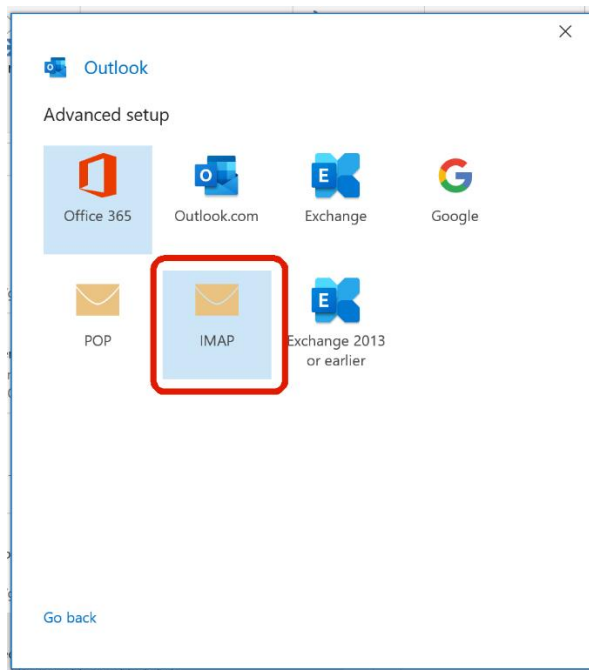 Outlook
Advanced setup
Office 365
Outlook.com
Exchange
Google
POP
IMAP
Exchange 2013
or earlier
Go back